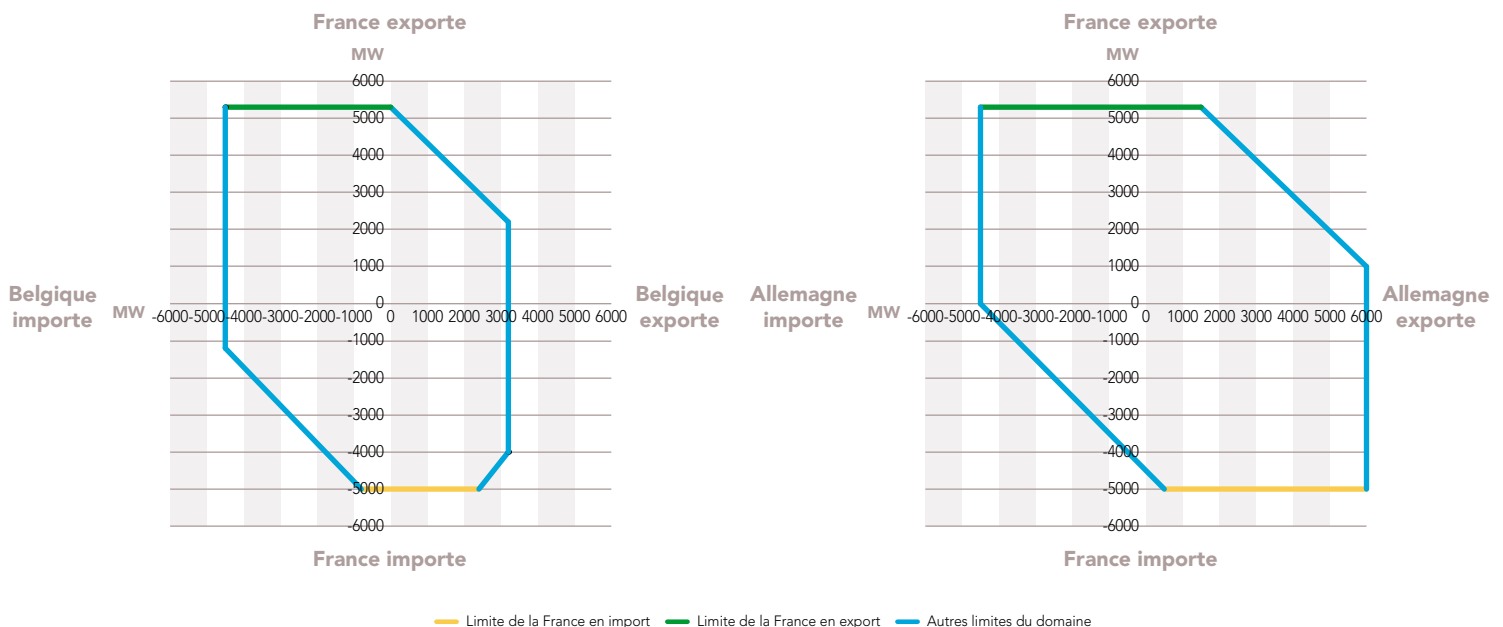 France exporte
MW
6000
5000
4000
3000
2000
1000
0
Belgique importe
MW
-6000-5000-4000-3000-2000-1000 0 1000 2000 3000 4000 5000 6000
Belgique exporte
-1000
-2000
-3000
-4000
-5000
-6000
France importe
France exporte
MW
6000
5000
4000
3000
2000
1000
0
Allemagne importe
MW
-6000-5000-4000-3000-2000-1000 0 1000 2000 3000 4000 5000 6000
Allemagne exporte
-1000
-2000
-3000
-4000
-5000
-6000
France importe
Limite de la France en import Limite de la France en export Autres limites du domaine